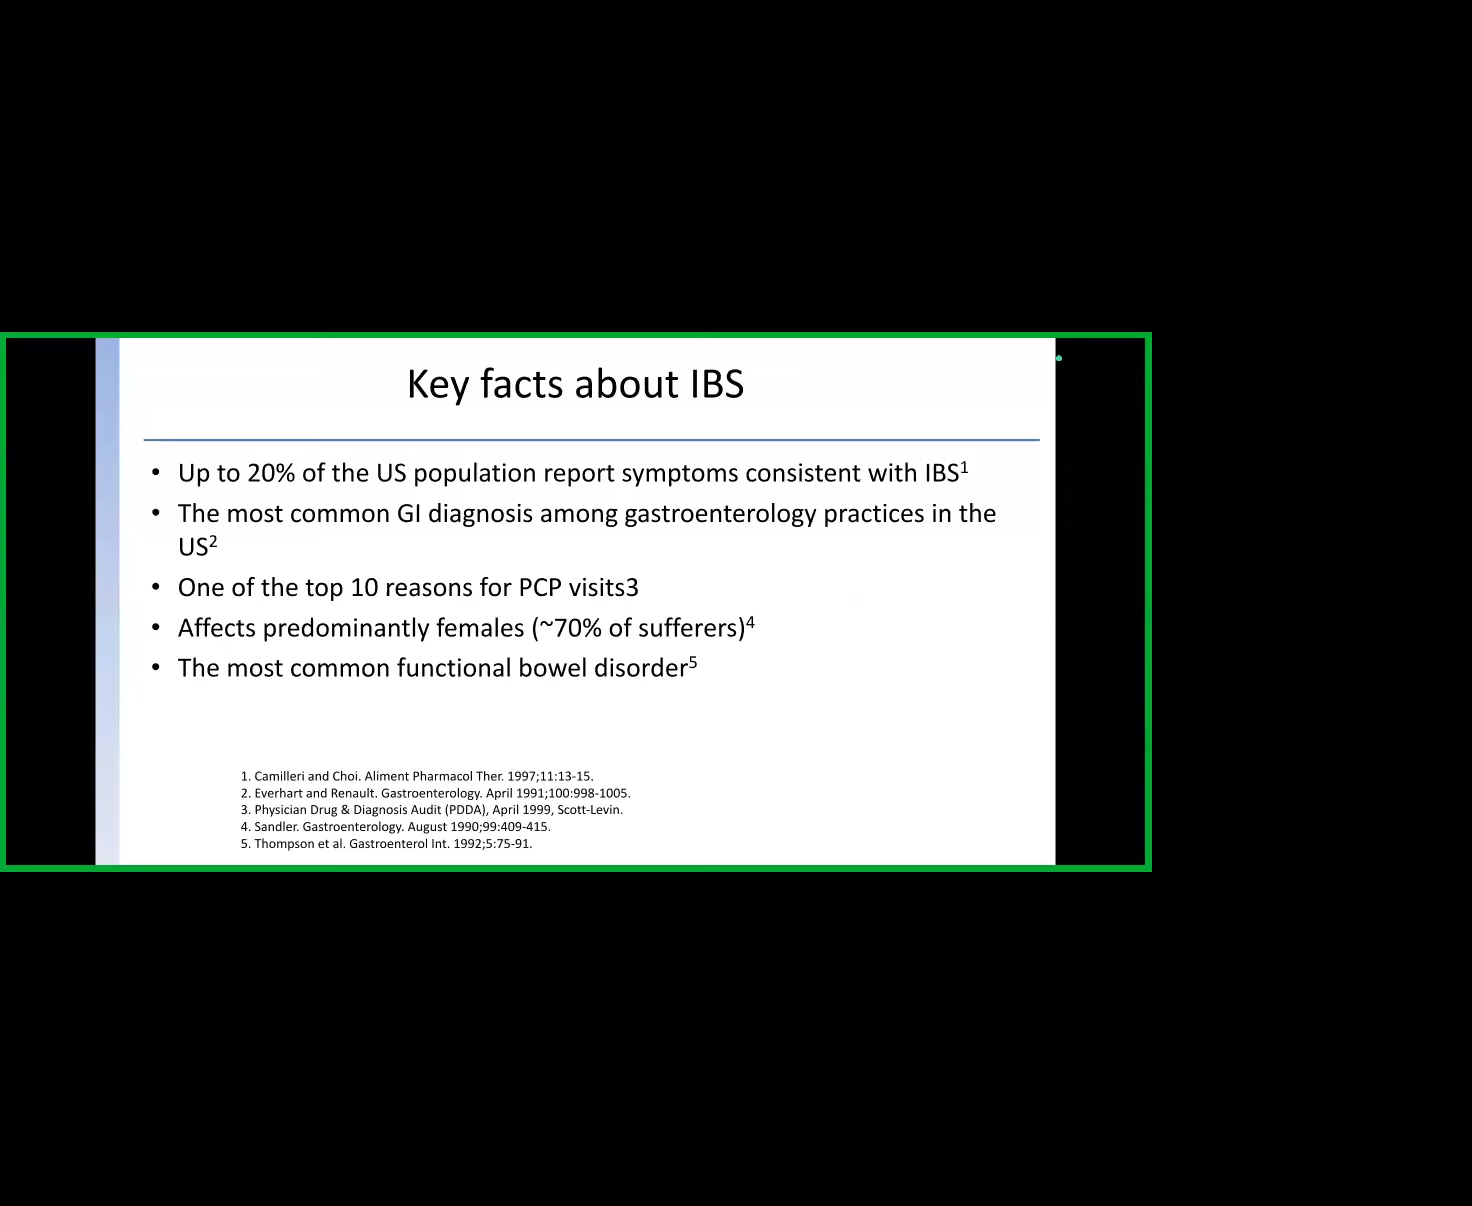 Key facts about IBS
• Up to 20% of the US population report symptoms consistent with IBS¹
• The most common GI diagnosis among gastroenterology practices in the
US²
• One of the top 10 reasons for PCP visits3
• Affects predominantly females (~70% of sufferers)⁴
• The most common functional bowel disorder⁵
1. Camilleri and Choi. Aliment Pharmacol Ther. 1997;11:13-15.
2. Everhart and Renault. Gastroenterology. April 1991;100:998-1005.
3. Physician Drug & Diagnosis Audit (PDDA), April 1999, Scott-Levin.
4. Sandler. Gastroenterology. August 1990;99:409-415.
5. Thompson et al. Gastroenterol Int. 1992;5:75-91.